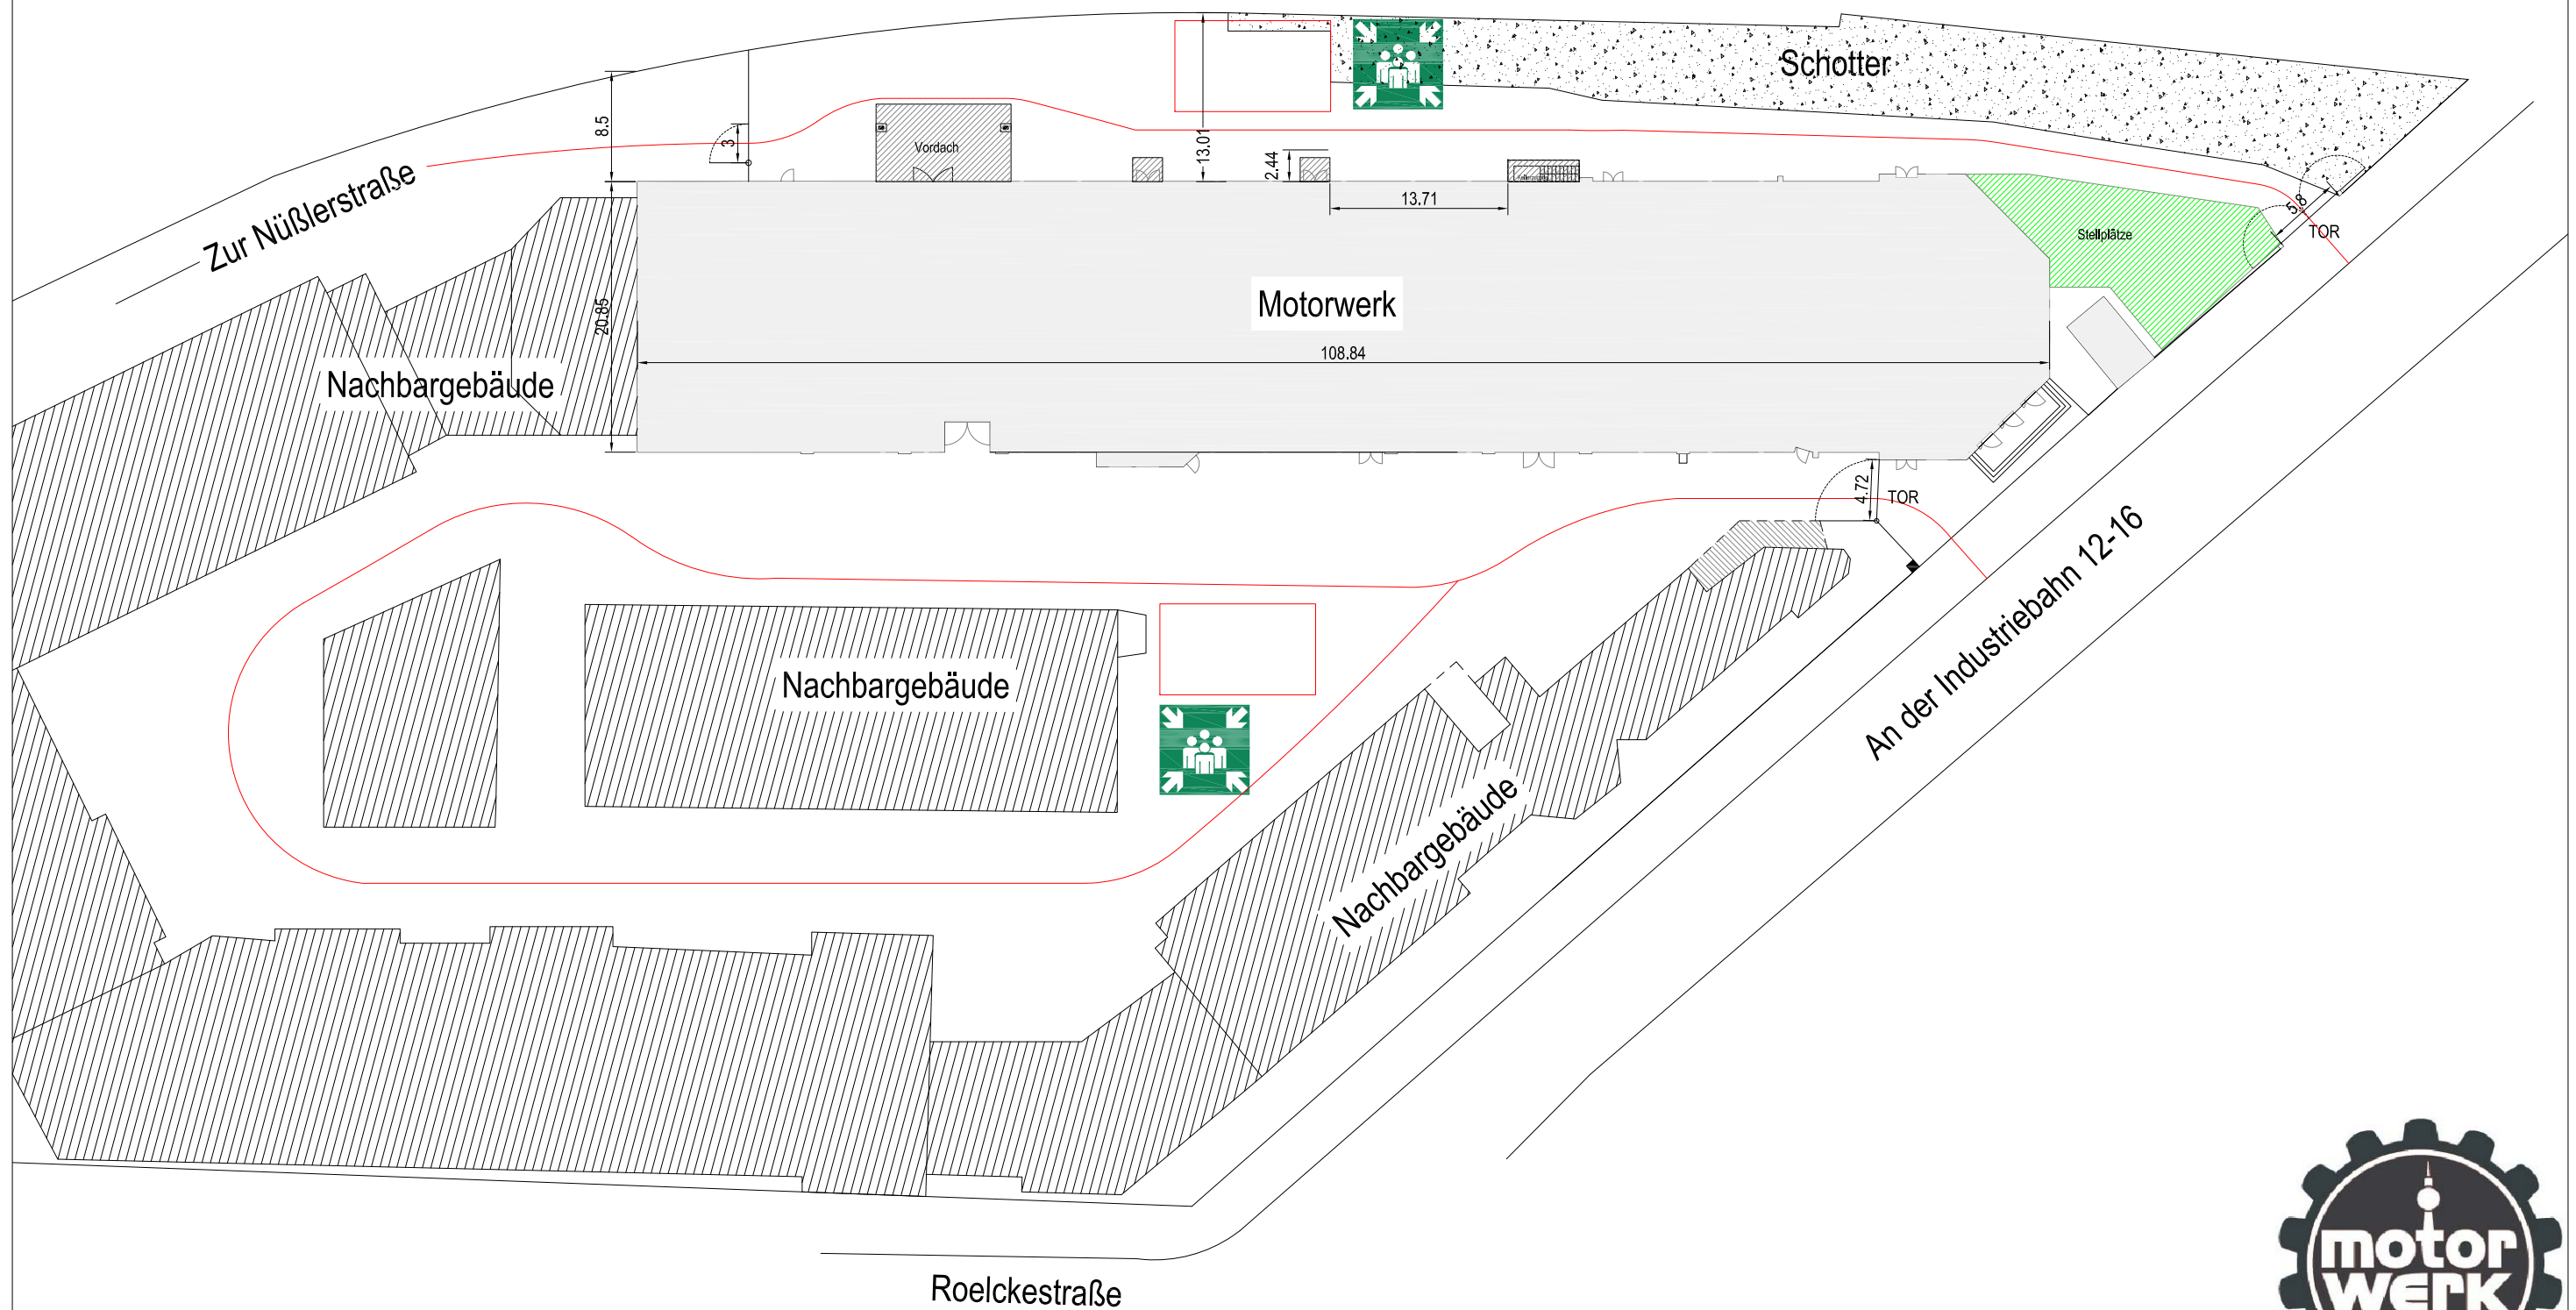 Schotter
8.5
3
Vordach
13.01
2.44
Zur Nüßlerstraße
13.71
5.8
TOR
Stellplätze
20.85
Motorwerk
108.84
Nachbargebäude
4.72
TOR
An der Industriebahn 12-16
Nachbargebäude
Nachbargebäude
Roelckestraße
motor
WERK